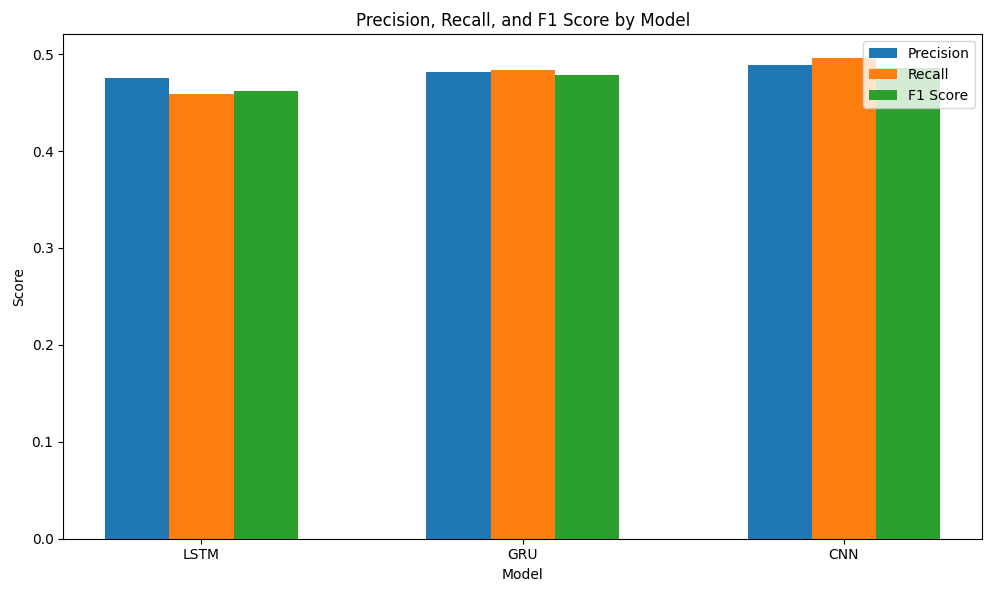 Precision, Recall, and F1 Score by Model
Precision
Recall
F1 Score
0.5
0.4
0.3
0.2
0.1
0.0
Score
LSTM
GRU
CNN
Model